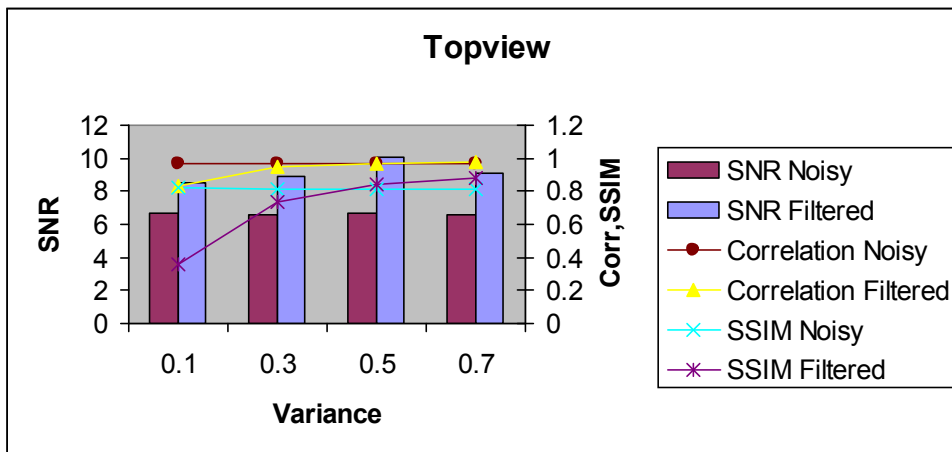 Topview
SNR
12
10
8
6
4
2
0
1.2
1
0.8
0.6
0.4
0.2
0
Corr,SSIM
0.1 0.3 0.5 0.7
Variance
SNR Noisy
SNR Filtered
Correlation Noisy
Correlation Filtered
SSIM Noisy
SSIM Filtered